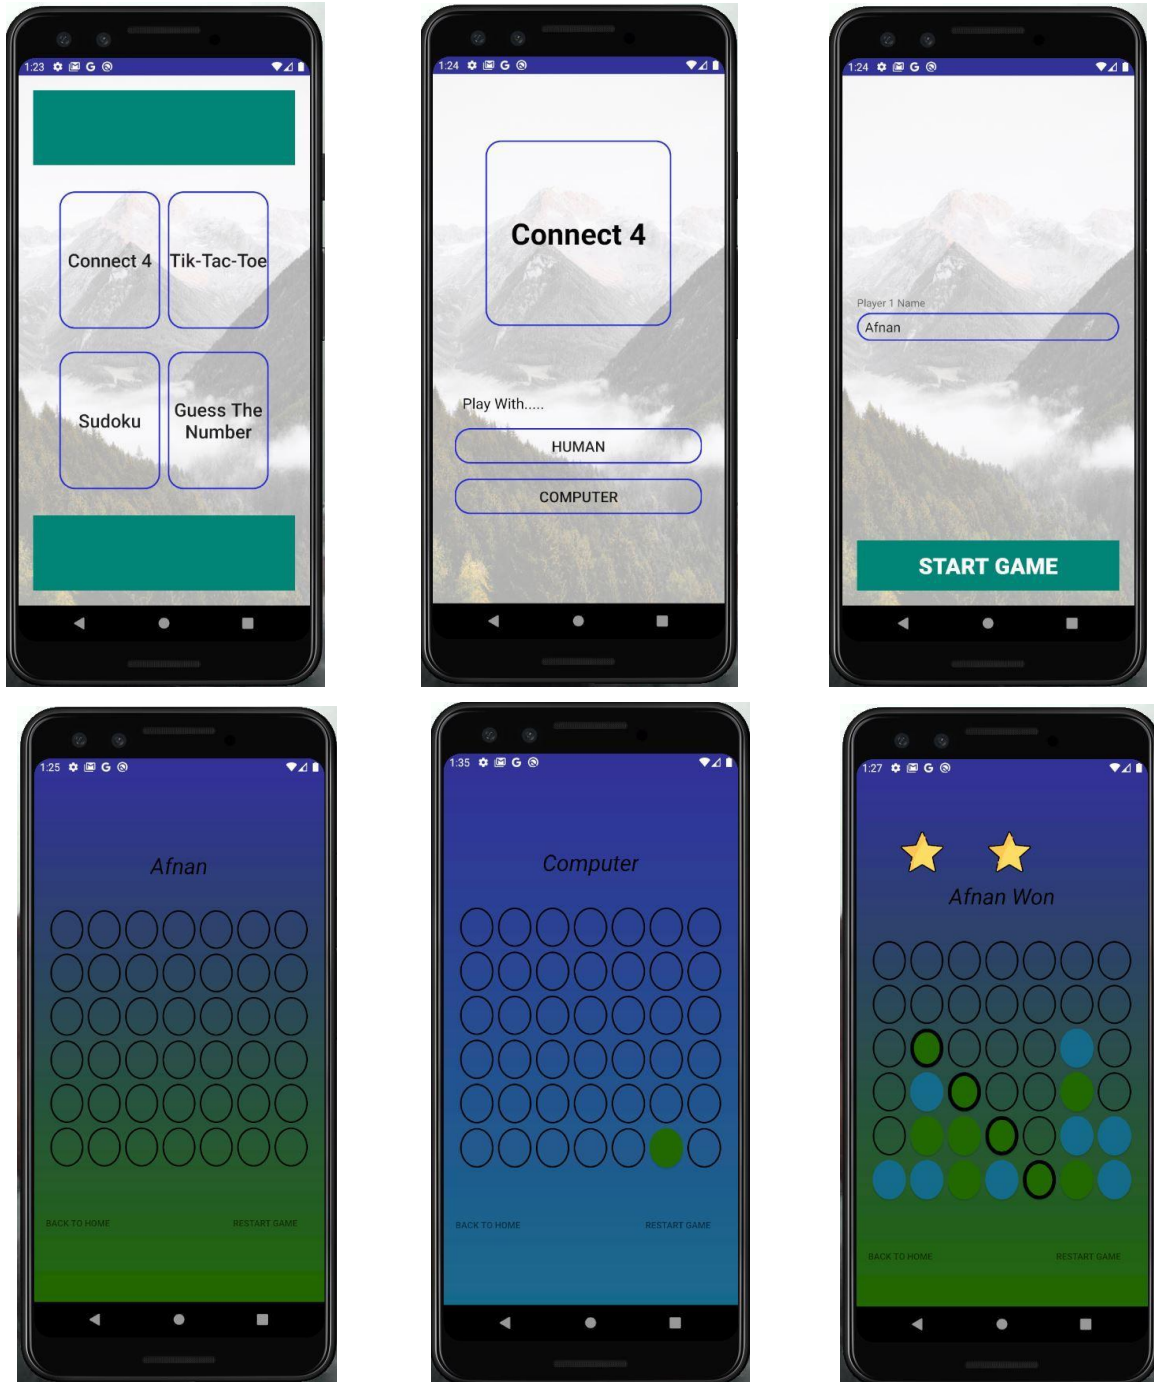 1:23 G
Connect 4
Tik-Tac-Toe
Sudoku
Guess The
Number
1:24 G
Connect 4
Play With.....
HUMAN
COMPUTER
1:24 G
Player 1 Name
Afnan
START GAME
1:25 G
Afnan
BACK TO HOME
RESTART GAME
1:35 G
Computer
BACK TO HOME
RESTART GAME
1:27 G
Afnan Won
BACK TO HOME
RESTART GAME